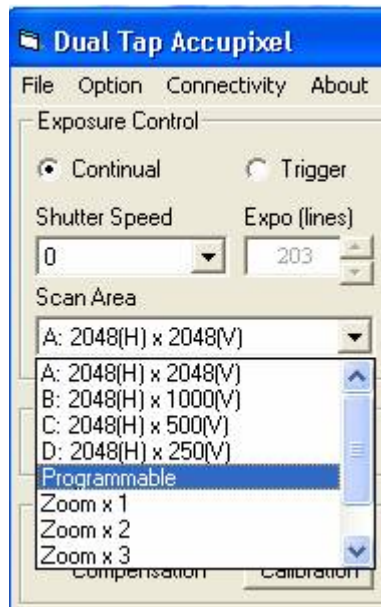 Dual Tap Accupixel
File Option Connectivity About
Exposure Control
Continual Trigger
Shutter Speed Expo (lines)
0 203
Scan Area
A: 2048(H) x 2048(V)
A: 2048(H) x 2048(V)
B: 2048(H) x 1000(V)
C: 2048(H) x 500(V)
D: 2048(H) x 250(V)
Programmable
Zoom x 1
Zoom x 2
Zoom x 3
Compensation Calibration